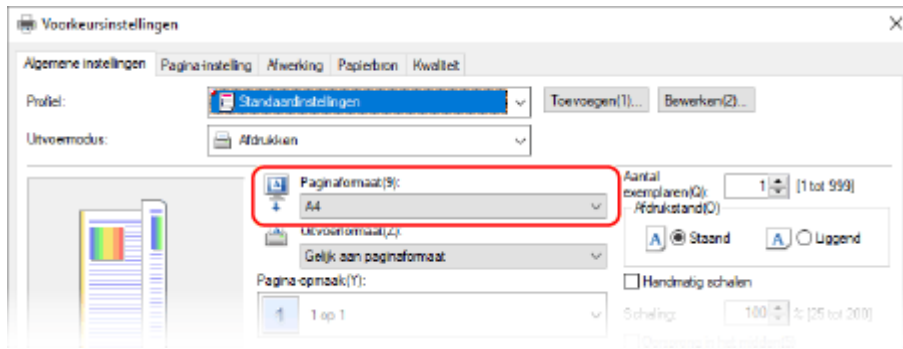 Voorkeursinstellingen
Algemene instellingen Pagina-instelling Afwerking Papierbron Kwaliteit
Profiel: Standaardinstellingen Toevoegen(1)... Bewerken(2)...
Uitvoermodus: Afdrukken
Paginaformaat(9):
A4
Aantal exemplaren(Q): 1 [1 tot 999]
Uitvoerformaat(Z):
Gelijk aan paginaformaat
Afdrukstand(O)
A Staand A Liggend
Pagina-opmaak(Y):
1 1 op 1
Handmatig schalen
Schaling: 100 % [25 tot 200]